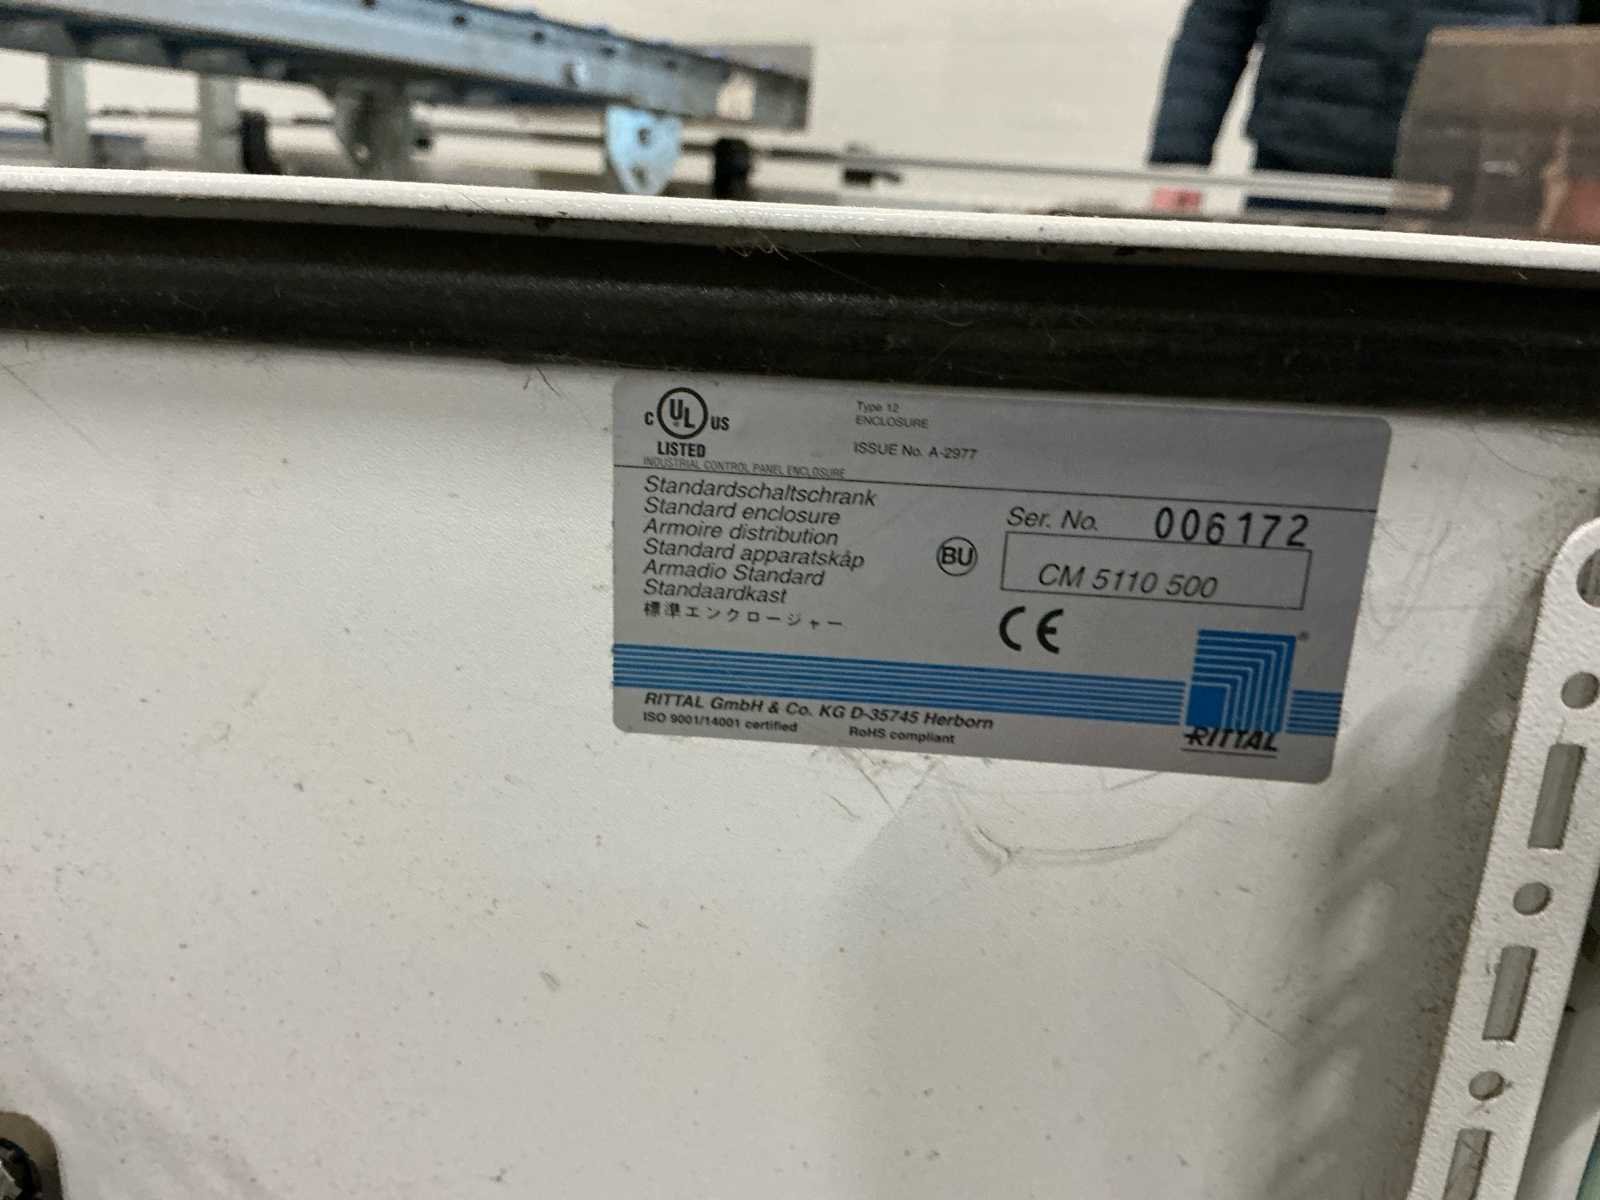 C UL® US
LISTED
INDUSTRIAL CONTROL PANEL ENCLOSURE
Type 12
ENCLOSURE
ISSUE No. A-2977
Standardschaltschrank
Standard enclosure
Armoire distribution
Standard apparatskåp
Armadio Standard
Standaardkast
標準エンクロージャー
BU
Ser. No. 006172
CM 5110 500
CE
RITTAL GmbH & Co. KG D-35745 Herborn
ISO 9001/14001 certified RoHS compliant
®
RITTAL